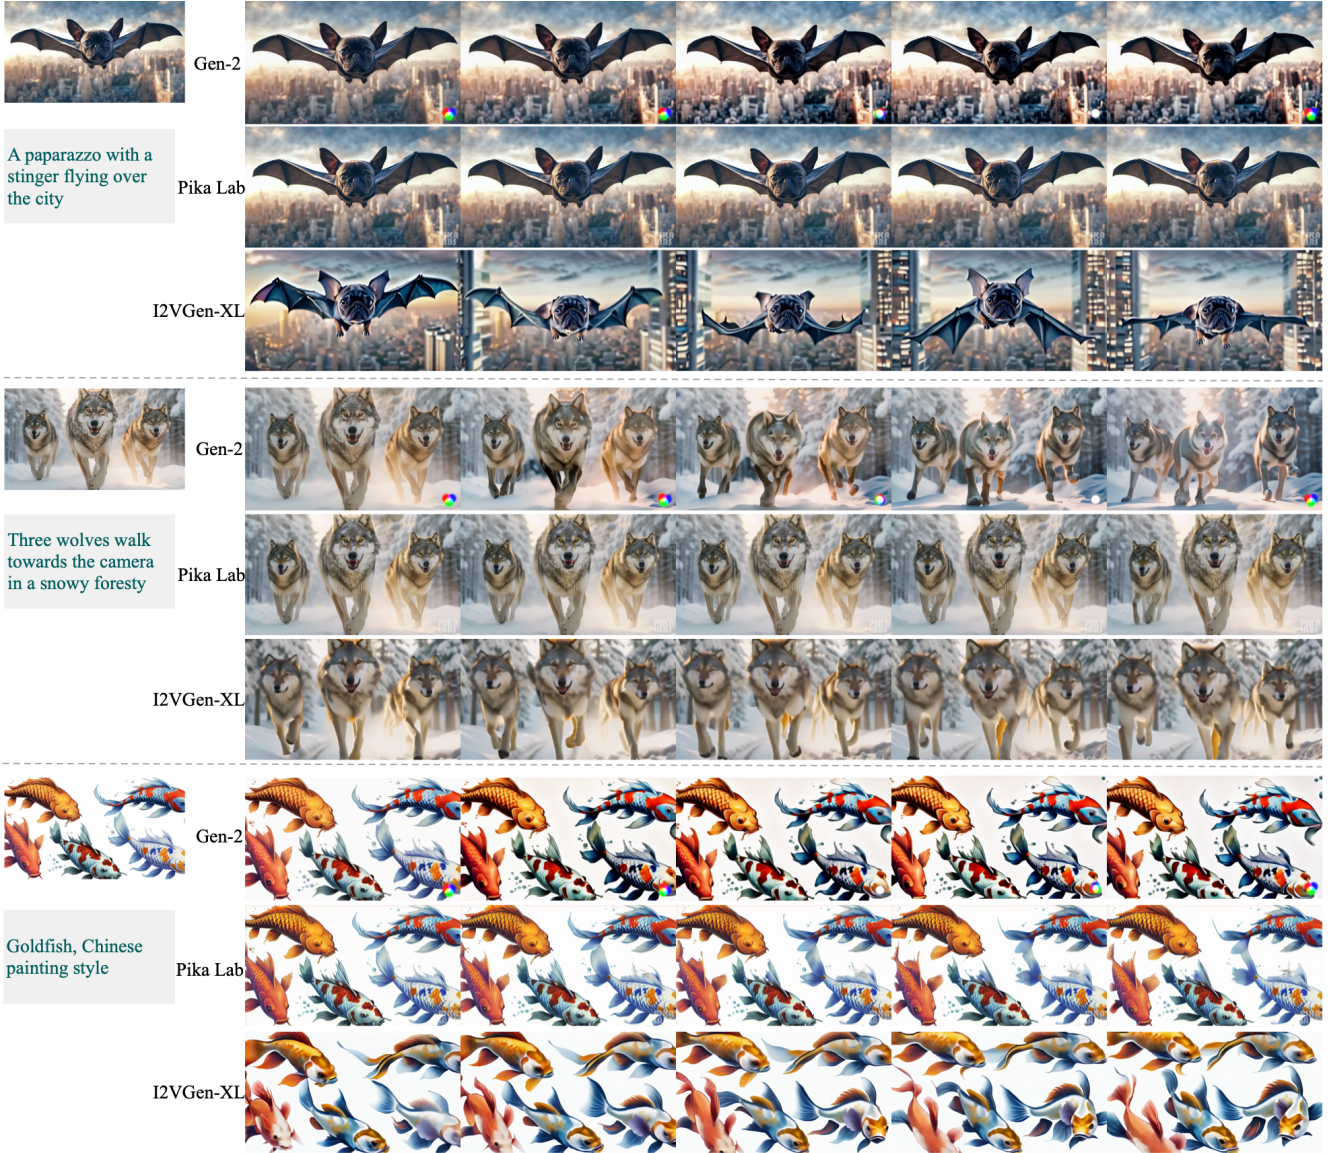 Gen-2
A paparazzo with a
stinger flying over
the city
Pika Lab
I2VGen-XL
Gen-2
Three wolves walk
towards the camera
in a snowy foresty
Pika Lab
I2VGen-XL
Gen-2
Goldfish, Chinese
painting style
Pika Lab
I2VGen-XL